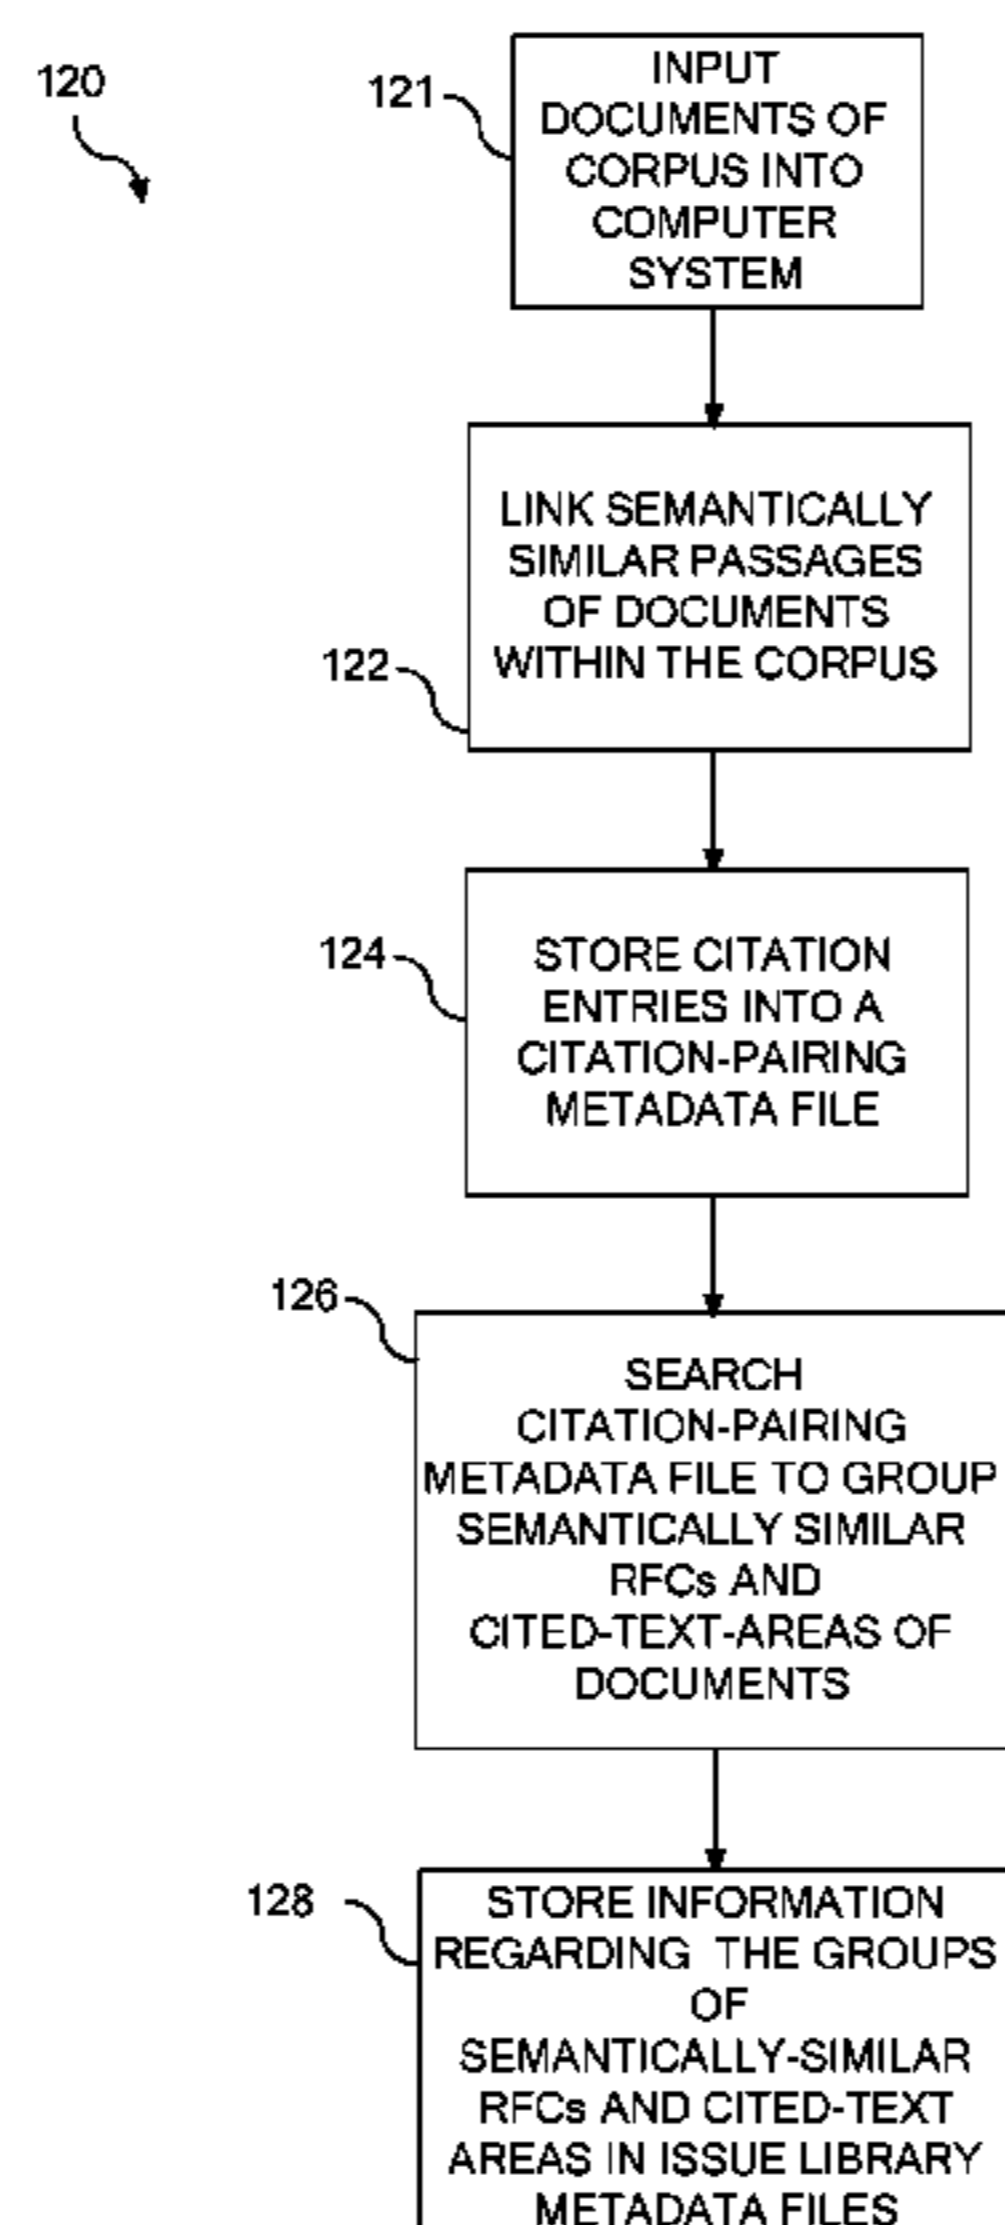 120
121
INPUT
DOCUMENTS OF
CORPUS INTO
COMPUTER
SYSTEM
122
LINK SEMANTICALLY
SIMILAR PASSAGES
OF DOCUMENTS
WITHIN THE CORPUS
124
STORE CITATION
ENTRIES INTO A
CITATION-PAIRING
METADATA FILE
126
SEARCH
CITATION-PAIRING
METADATA FILE TO GROUP
SEMANTICALLY SIMILAR
RFCs AND
CITED-TEXT-AREAS OF
DOCUMENTS
128
STORE INFORMATION
REGARDING THE GROUPS
OF
SEMANTICALLY-SIMILAR
RFCs AND CITED-TEXT
AREAS IN ISSUE LIBRARY
METADATA FILES